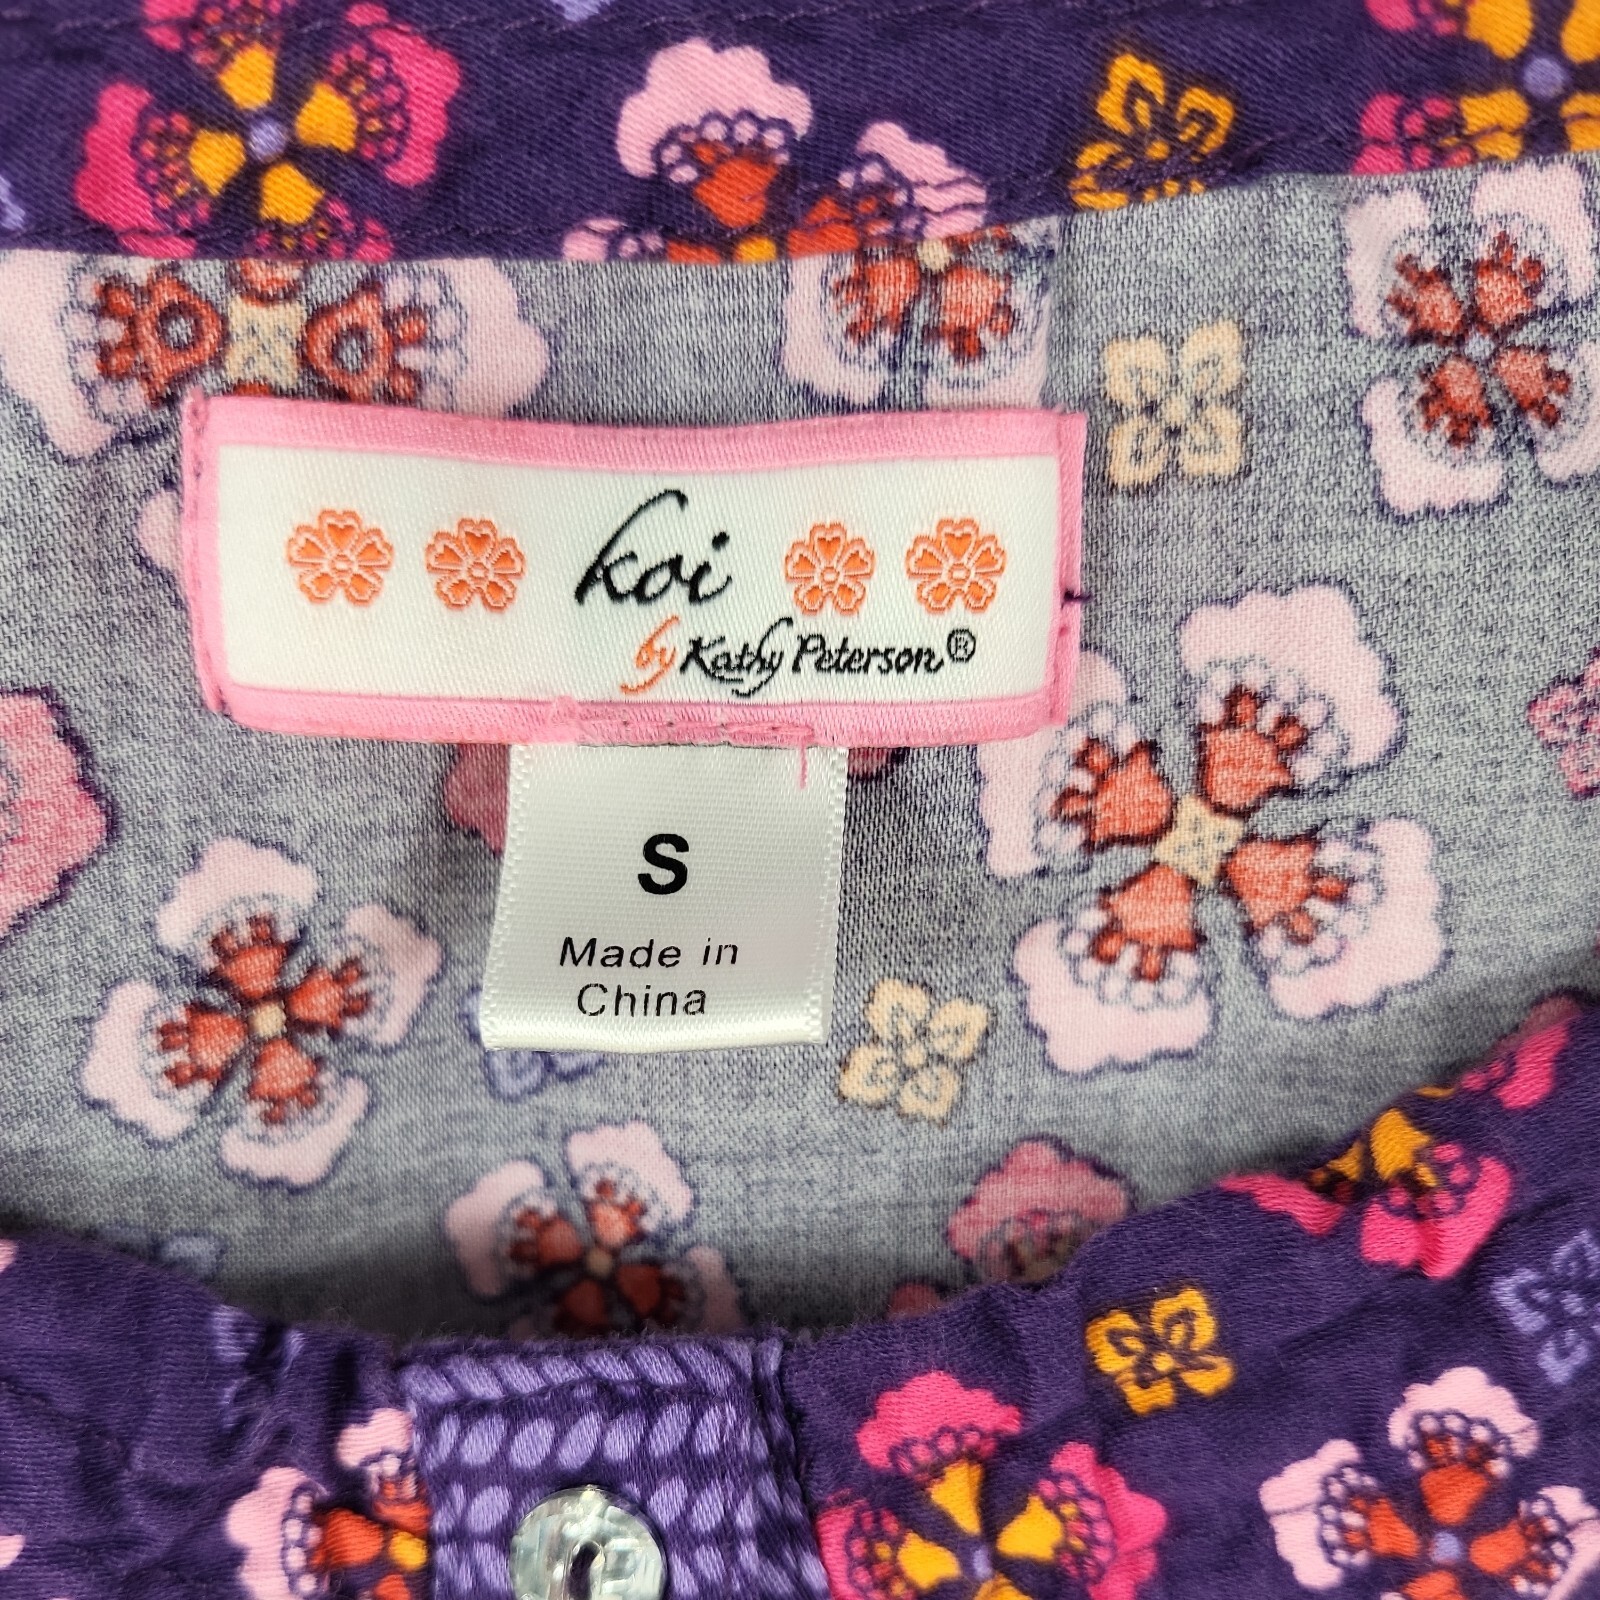 koi
by Kathy Peterson®
S
Made in
China